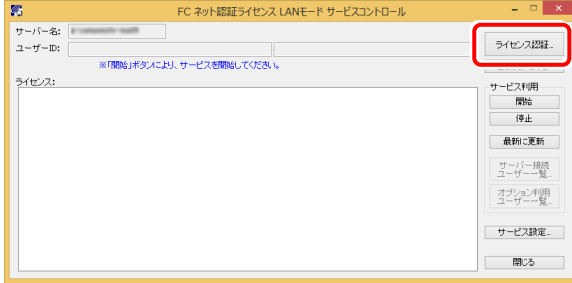 FC ネット認証ライセンス LANモード サービスコントロール
サーバー名:
ユーザーID:
※「開始」ボタンにより、サービスを開始してください。
ライセンス認証...
ライセンス:
サービス利用
開始
停止
最新に更新
サーバー接続
ユーザー一覧...
オプション利用
ユーザー一覧...
サービス設定...
閉じる